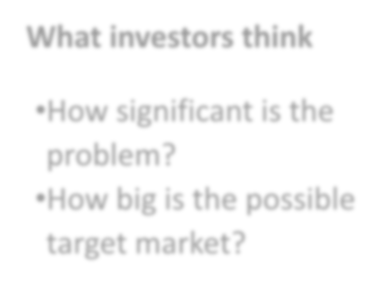 What investors think
•How significant is the
problem?
•How big is the possible
target market?